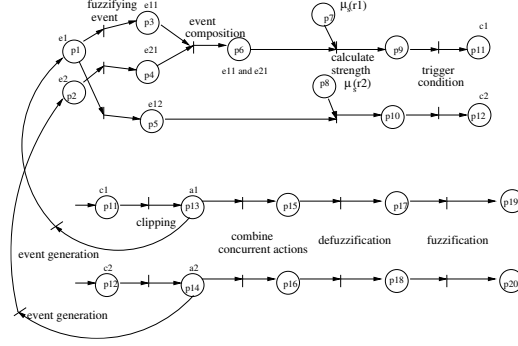 fuzzifying
event
e11
p3
event
composition
μs(r1)
p7
c1
e1
p1
e21
p4
p6
e11 and e21
calculate
strength
p9
trigger
condition
p11
e2
p2
e12
p5
p8
μs(r2)
p10
c2
p12
c1
p11
clipping
a1
p13
p15
p17
p19
event generation
combine
concurrent actions
defuzzification
fuzzification
c2
p12
a2
p14
p16
p18
p20
event generation